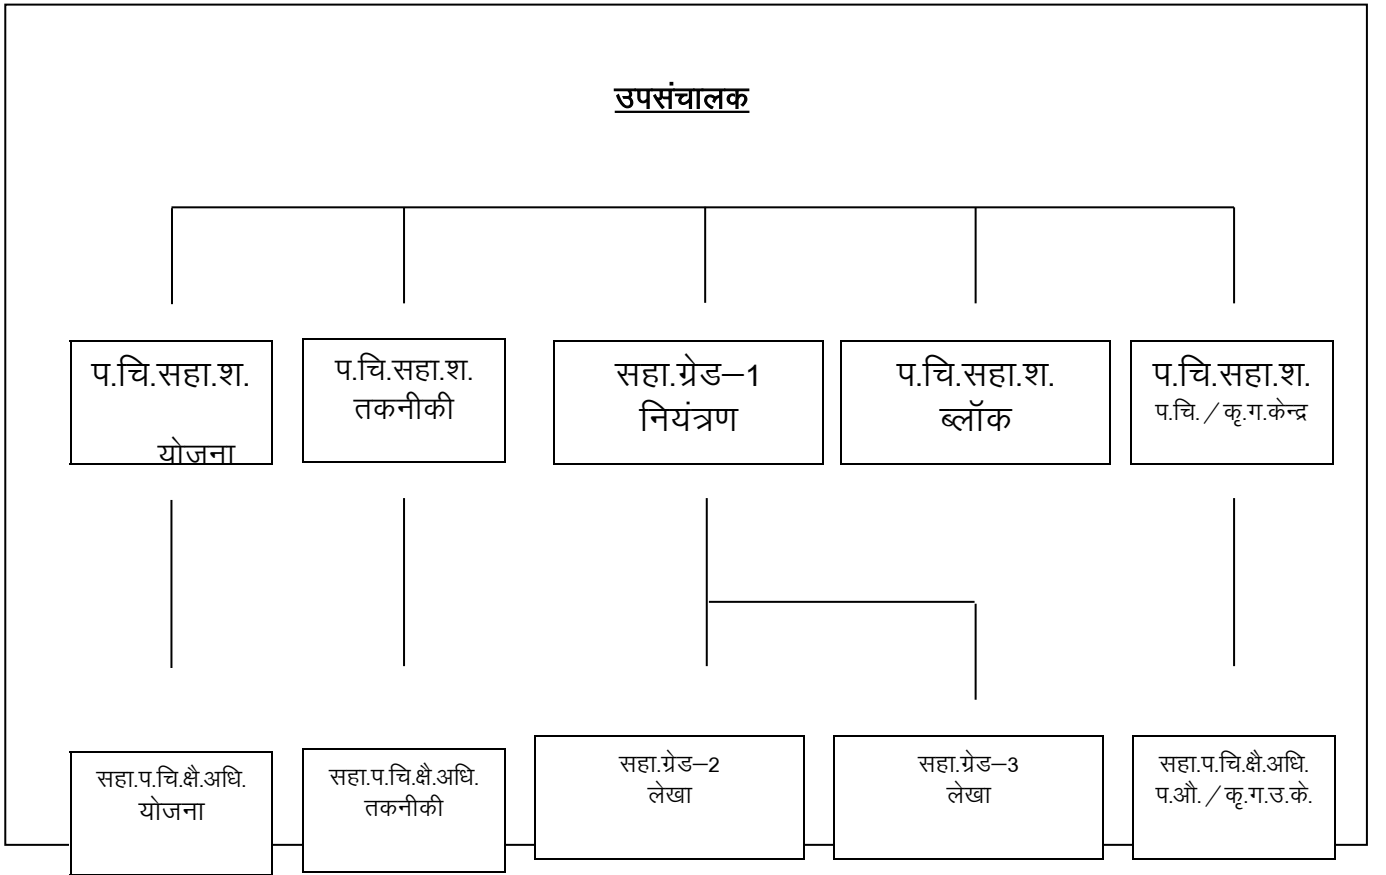 उपसंचालक
प.चि.सहा.श.
योजना
प.चि.सहा.श.
तकनीकी
सहा.ग्रेड–1
नियंत्रण
प.चि.सहा.श.
ब्लॉक
प.चि.सहा.श.
प.चि./कृ.ग.केन्द्र
सहा.प.चि.क्षै.अधि.
योजना
सहा.प.चि.क्षै.अधि.
तकनीकी
सहा.ग्रेड–2
लेखा
सहा.ग्रेड–3
लेखा
सहा.प.चि.क्षै.अधि.
प.औ./कृ.ग.उ.के.